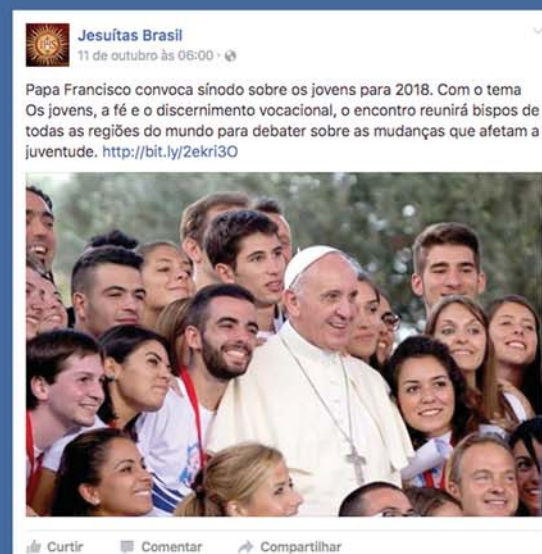 Jesuítas Brasil
11 de outubro às 06:00 ·
Papa Francisco convoca sínodo sobre os jovens para 2018. Com o tema
Os jovens, a fé e o discernimento vocacional, o encontro reunirá bispos de
todas as regiões do mundo para debater sobre as mudanças que afetam a
juventude. http://bit.ly/2ekri3O
Curtir Comentar Compartilhar